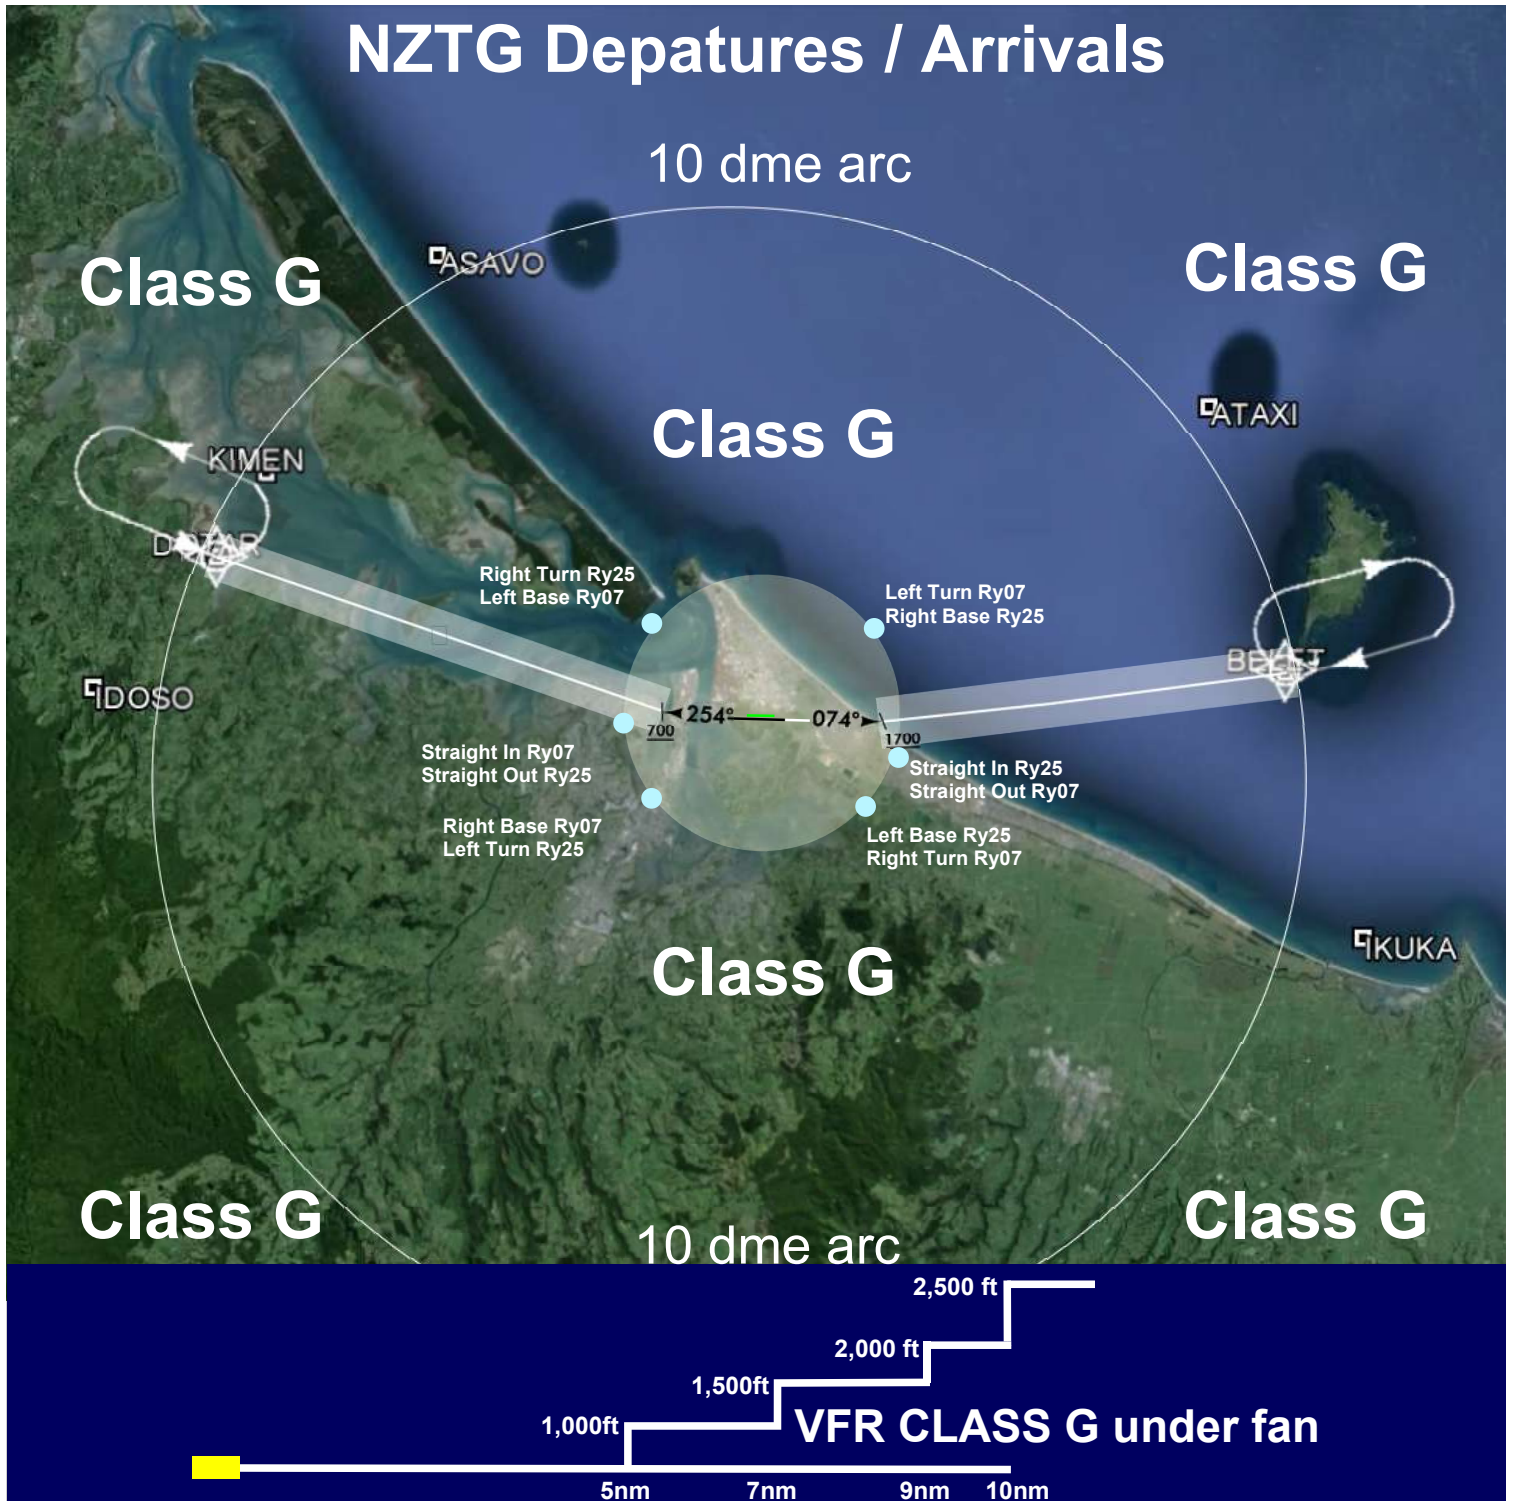 NZTG Depatures / Arrivals
10 dme arc
Class G
ASAVO
Class G
ATAXI
Class G
KIMEN
Right Turn Ry25
Left Base Ry07
Left Turn Ry07
Right Base Ry25
IDOSO
254°
074°
700
1700
Straight In Ry07
Straight Out Ry25
Straight In Ry25
Straight Out Ry07
Right Base Ry07
Left Turn Ry25
Left Base Ry25
Right Turn Ry07
IKUKA
Class G
Class G
Class G
10 dme arc
2,500 ft
2,000 ft
1,500ft
1,000ft
VFR CLASS G under fan
5nm 7nm 9nm 10nm